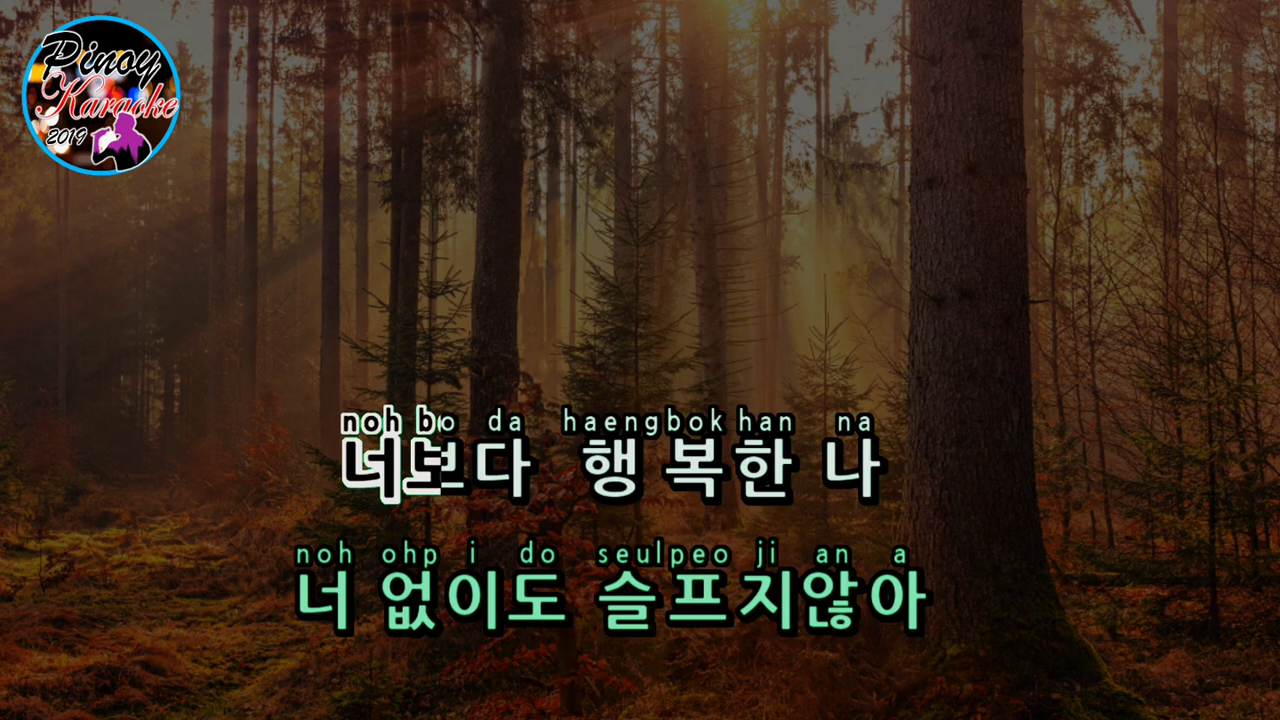 Pinoy
Karaoke
2019
noh bo da haengbok han na
너보다 행복한 나
noh ohp i do seulpeo ji an a
너 없이도 슬프지않아